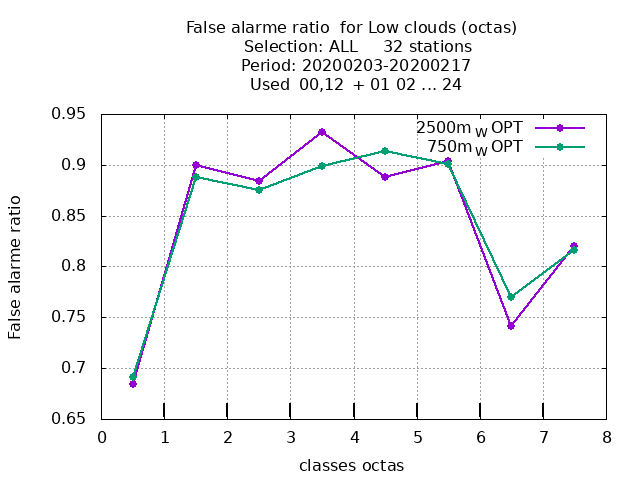 False alarme ratio  for Low clouds (octas)
Selection: ALL     32 stations
Period: 20200203-20200217
Used  00,12  + 01 02 ... 24
2500m W OPT
750m W OPT
False alarme ratio
0.95
0.9
0.85
0.8
0.75
0.7
0.65
0 1 2 3 4 5 6 7 8
classes octas